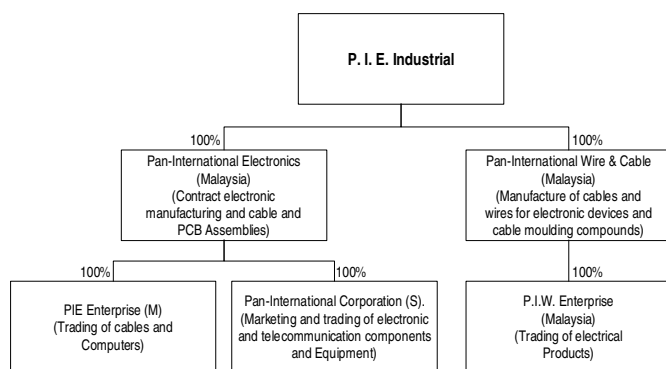 P. I. E. Industrial
100%
100%
Pan-International Electronics
(Malaysia)
(Contract electronic
manufacturing and cable and
PCB Assemblies)
Pan-International Wire & Cable
(Malaysia)
(Manufacture of cables and
wires for electronic devices and
cable moulding compounds)
100%
100%
100%
PIE Enterprise (M)
(Trading of cables and
Computers)
Pan-International Corporation (S).
(Marketing and trading of electronic
and telecommunication components
and Equipment)
P.I.W. Enterprise
(Malaysia)
(Trading of electrical
Products)